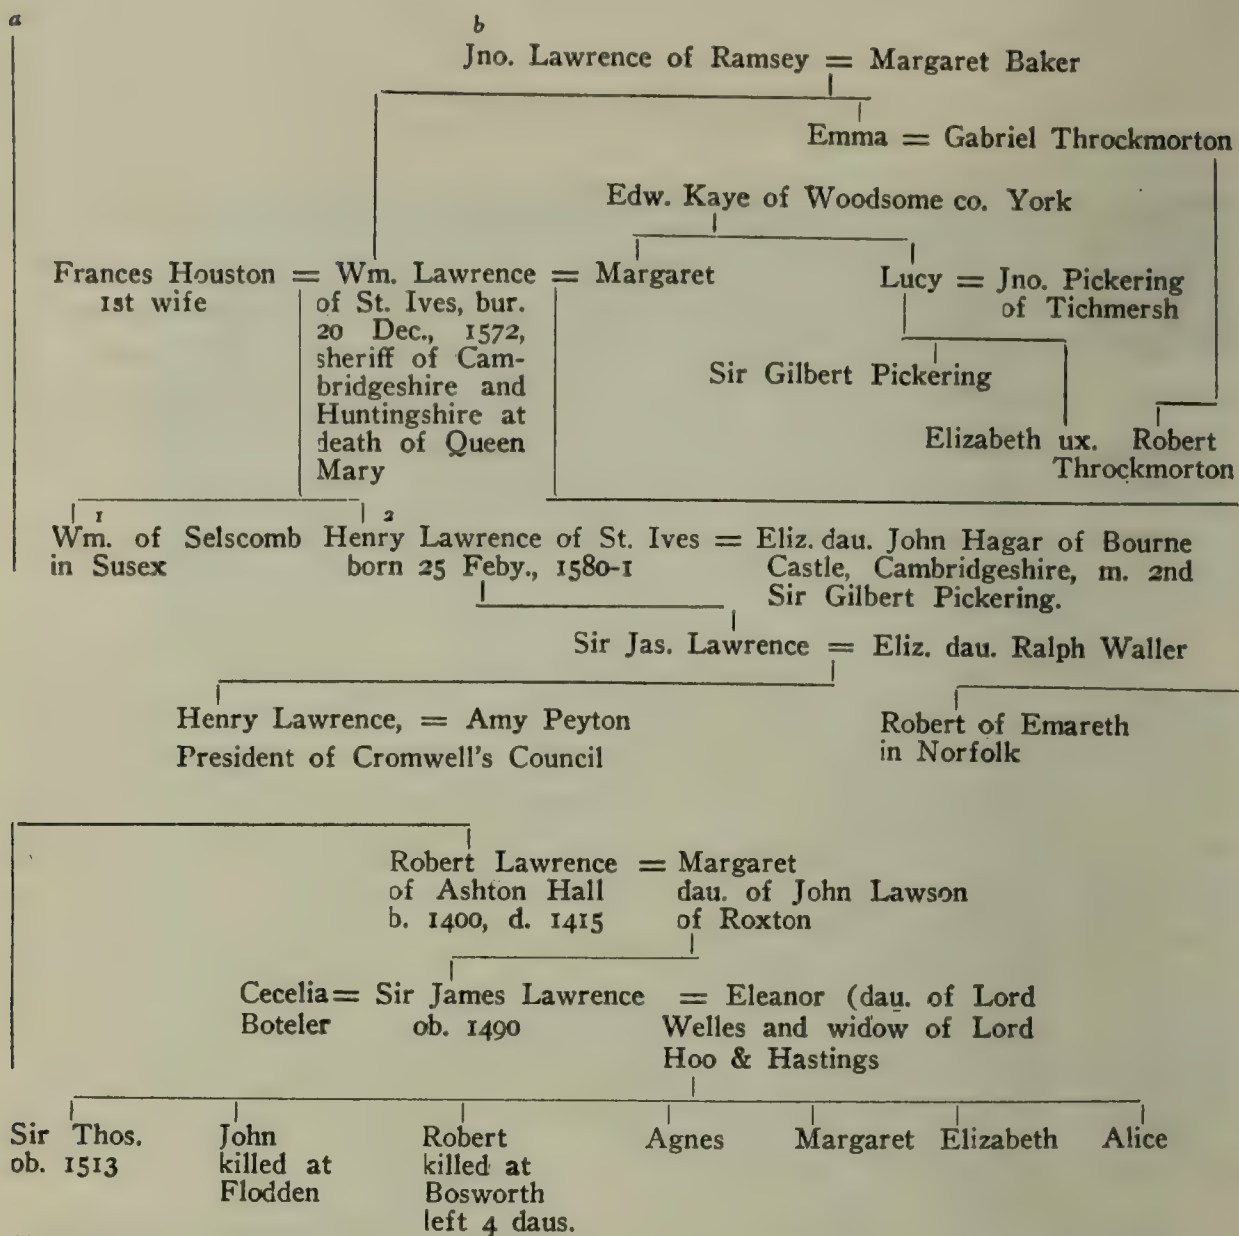 a
b
Jno. Lawrence of Ramsey = Margaret Baker
Emma = Gabriel Throckmorton
Edw. Kaye of Woodsome co. York
Frances Houston = Wm. Lawrence = Margaret
1st wife
of St. Ives, bur.
20 Dec., 1572,
sheriff of Cam-
bridgeshire and
Huntingshire at
death of Queen
Mary
Lucy = Jno. Pickering
of Tichmersh
Sir Gilbert Pickering
Elizabeth ux. Robert
Throckmorton
1
Wm. of Selscomb
in Susex
2
Henry Lawrence of St. Ives = Eliz. dau. John Hagar of Bourne
born 25 Feby., 1580-1
Castle, Cambridgeshire, m. 2nd
Sir Gilbert Pickering.
Sir Jas. Lawrence = Eliz. dau. Ralph Waller
Henry Lawrence, = Amy Peyton
President of Cromwell's Council
Robert of Emareth
in Norfolk
Robert Lawrence = Margaret
of Ashton Hall
b. 1400, d. 1415
dau. of John Lawson
of Roxton
Cecelia = Sir James Lawrence = Eleanor (dau. of Lord
Boteler
ob. 1490
Welles and widow of Lord
Hoo & Hastings
Sir Thos.
ob. 1513
John
killed at
Flodden
Robert
killed at
Bosworth
left 4 daus.
Agnes
Margaret
Elizabeth
Alice